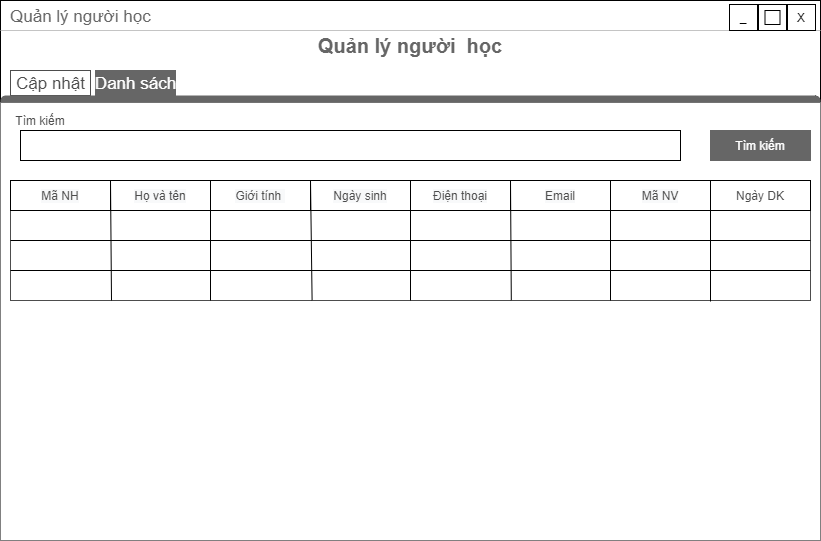 Quản lý người học _ X
Quản lý người học
Cập nhật Danh sách
Tìm kiếm
Tìm kiếm
Mã NH Họ và tên Giới tính Ngày sinh Điện thoại Email Mã NV Ngày DK